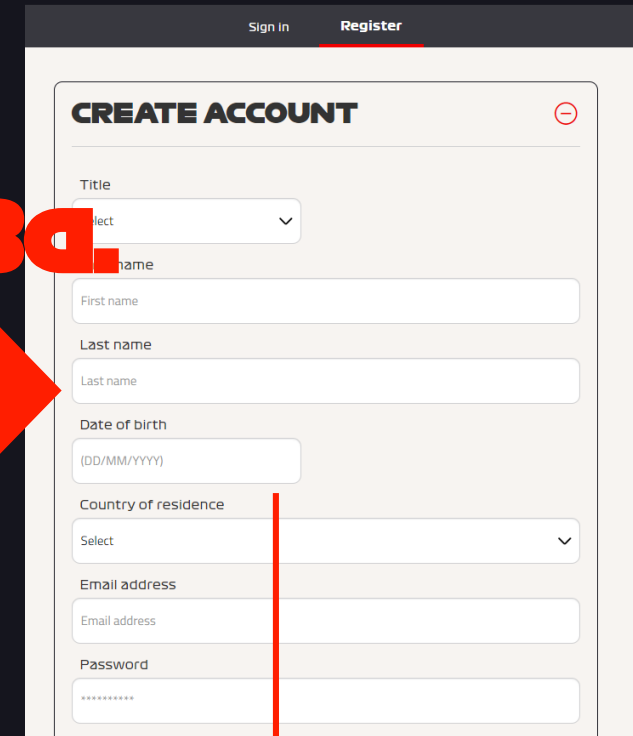 Sign in Register
CREATE ACCOUNT
Title
lect
name
First name
Last name
Last name
Date of birth
(DD/MM/YYYY)
Country of residence
Select
Email address
Email address
Password
**********